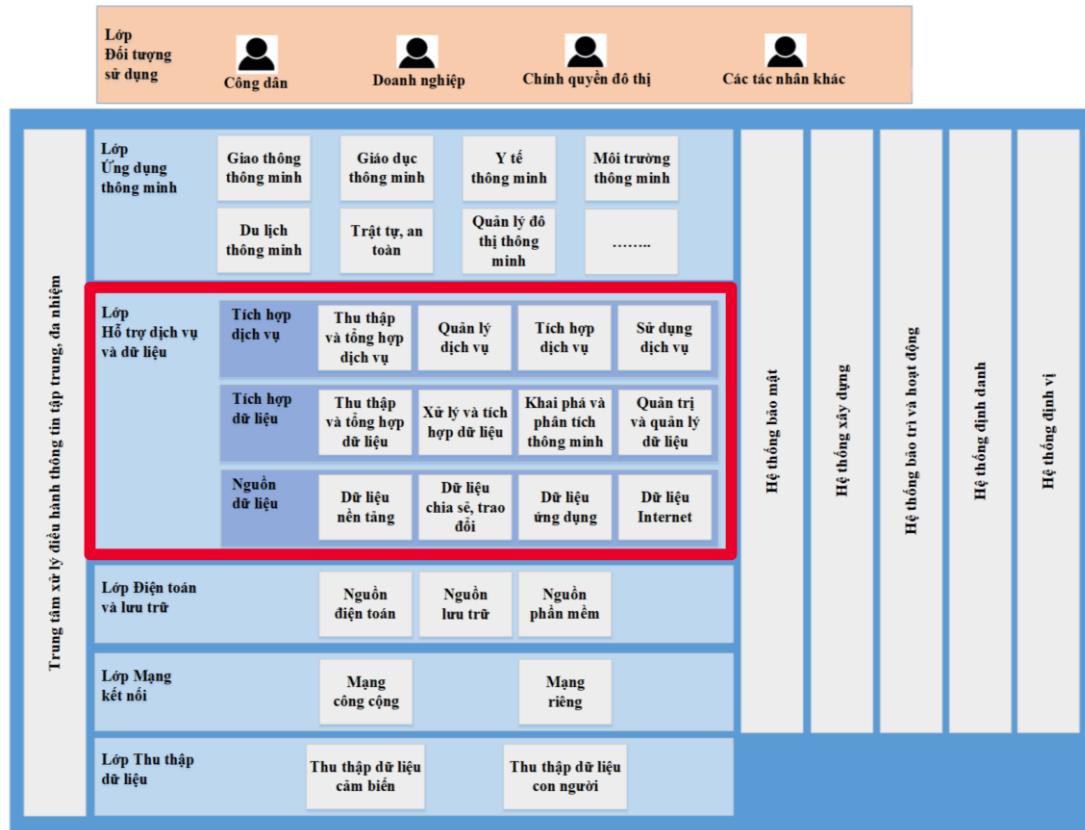 Lớp
Đối tượng
sử dụng
Công dân
Doanh nghiệp
Chính quyền đô thị
Các tác nhân khác
Trung tâm xử lý điều hành thông tin tập trung, đa nhiệm
Lớp
Ứng dụng
thông minh
Giao thông
thông minh
Giáo dục
thông minh
Y tế
thông minh
Môi trường
thông minh
Du lịch
thông minh
Trật tự, an
toàn
Quản lý đô
thị thông
minh
........
Lớp
Hỗ trợ dịch vụ
và dữ liệu
Tích hợp
dịch vụ
Thu thập
và tổng hợp
dịch vụ
Quản lý
dịch vụ
Tích hợp
dịch vụ
Sử dụng
dịch vụ
Tích hợp
dữ liệu
Thu thập
và tổng hợp
dữ liệu
Xử lý và tích
hợp dữ liệu
Khai phá và
phân tích
thông minh
Quản trị
và quản lý
dữ liệu
Nguồn
dữ liệu
Dữ liệu
nền tảng
Dữ liệu
chia sẻ, trao
đổi
Dữ liệu
ứng dụng
Dữ liệu
Internet
Lớp Điện toán
và lưu trữ
Nguồn
điện toán
Nguồn
lưu trữ
Nguồn
phần mềm
Lớp Mạng
kết nối
Mạng
công cộng
Mạng
riêng
Lớp Thu thập
dữ liệu
Thu thập dữ liệu
cảm biến
Thu thập dữ liệu
con người
Hệ thống bảo mật
Hệ thống xây dựng
Hệ thống bảo trì và hoạt động
Hệ thống định danh
Hệ thống định vị